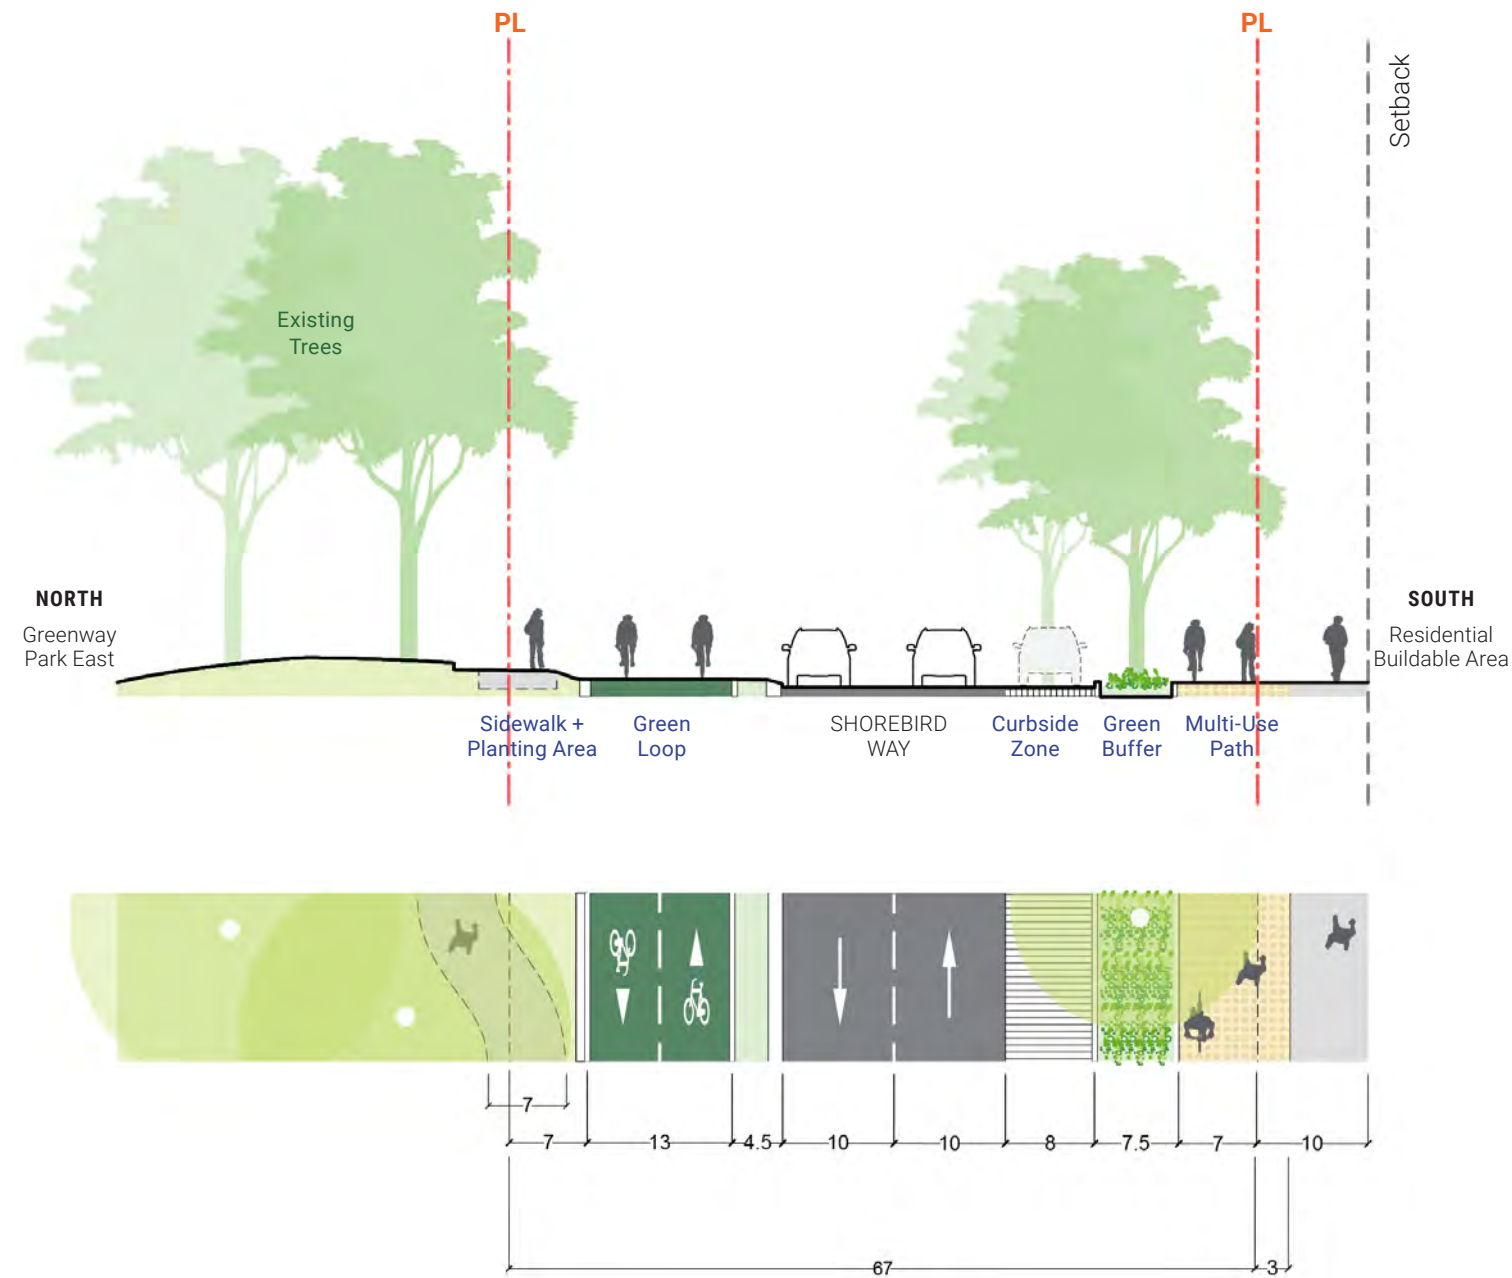 PL
PL
Setback
Existing
Trees
NORTH
Greenway
Park East
SOUTH
Residential
Buildable Area
Sidewalk +
Planting Area
Green
Loop
SHOREBIRD
WAY
Curbside
Zone
Green
Buffer
Multi-Use
Path
7
7
13
4.5
10
10
8
7.5
7
10
67
3